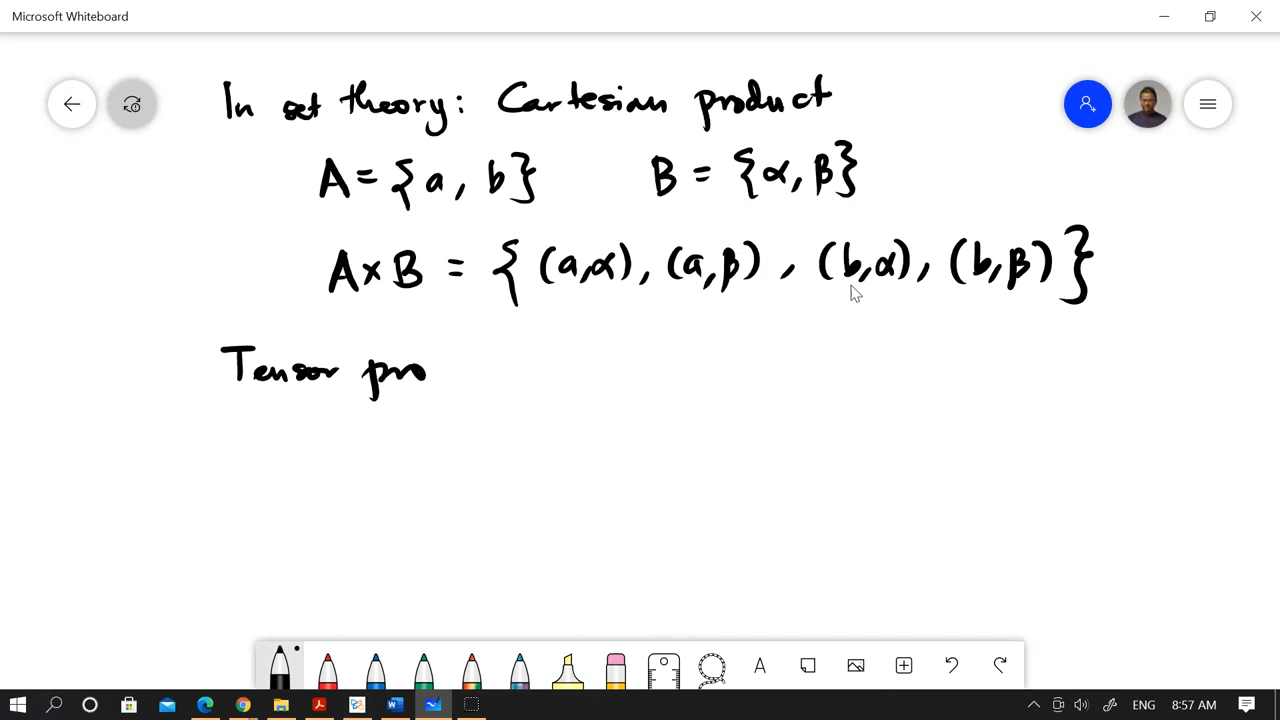 Microsoft Whiteboard
In set theory: Cartesian product
A = {a, b} B = {α, β}
A×B = {(a,α), (a,β), (b,α), (b,β)}
Tensor pro
A
ENG 8:57 AM